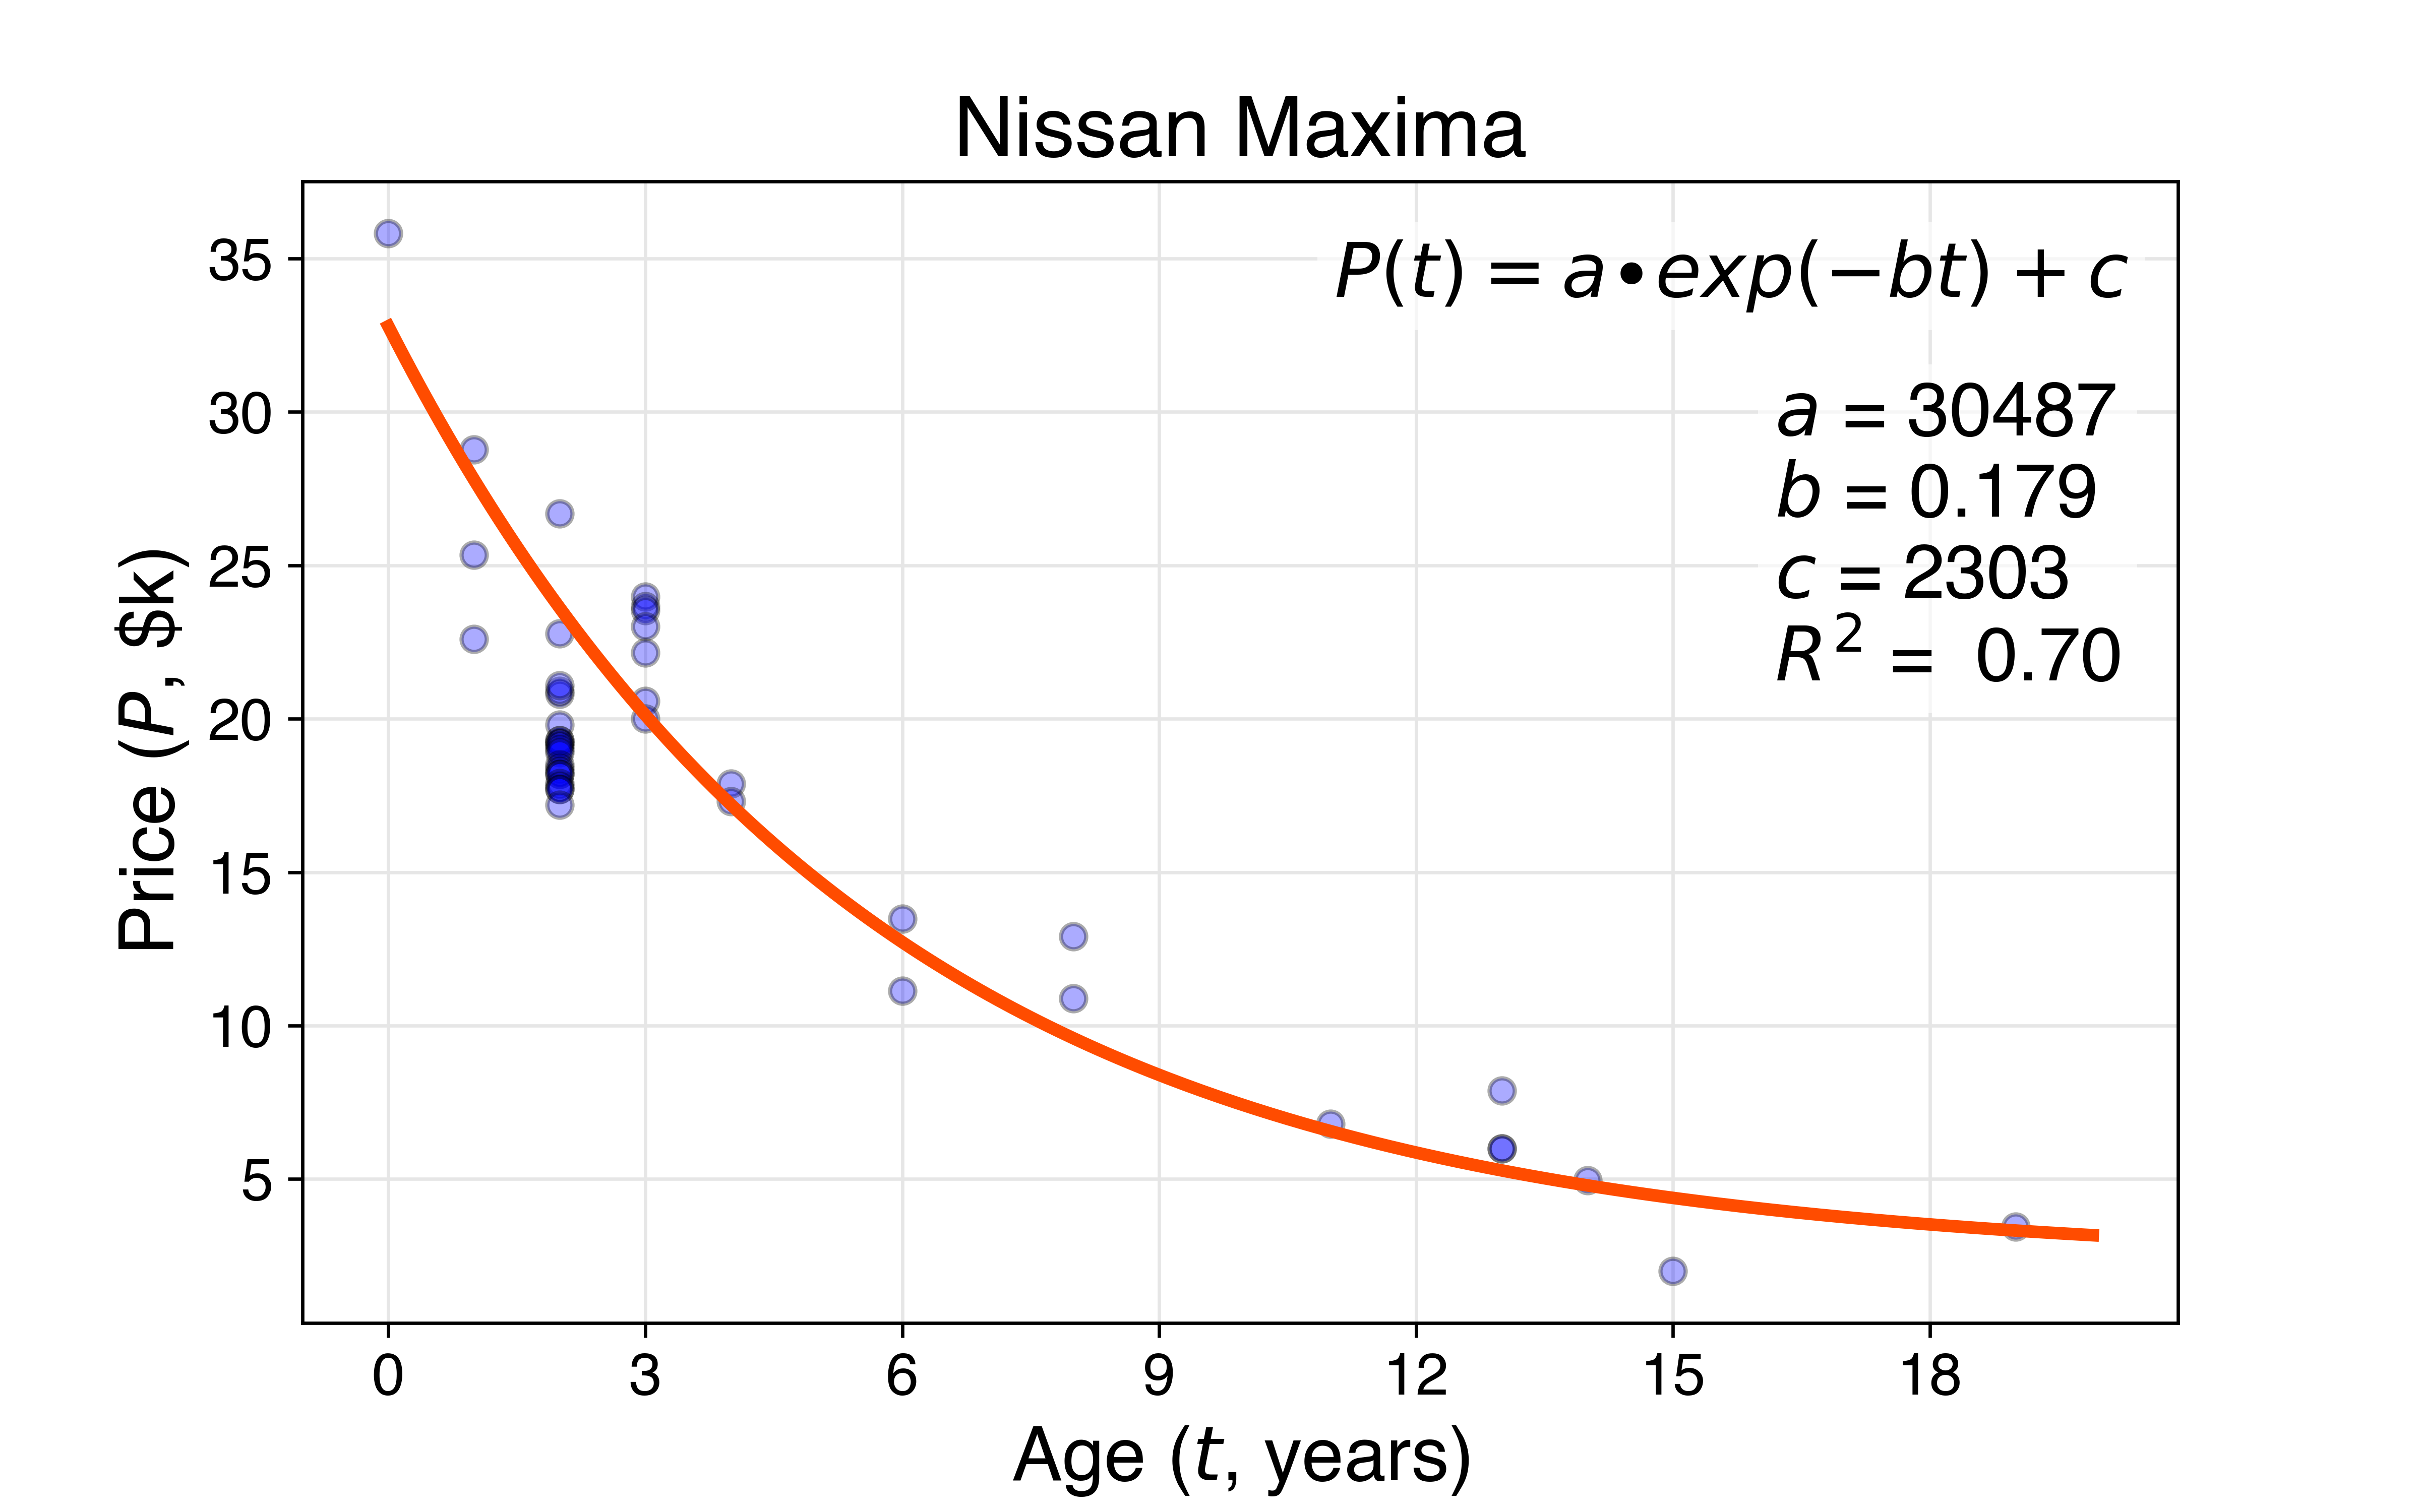 Nissan Maxima
P(t) = a•exp(−bt) + c
a = 30487
b = 0.179
c = 2303
R² = 0.70
Price (P, $k)
35
30
25
20
15
10
5
0 3 6 9 12 15 18
Age (t, years)